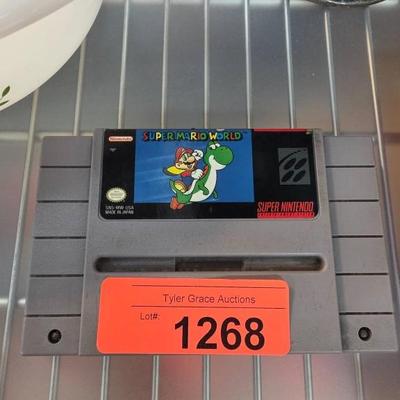 Nintendo
SUPER MARIO WORLD
SNS-MW-USA
MADE IN JAPAN
SUPER NINTENDO
Tyler Grace Auctions
Lot#:
1268